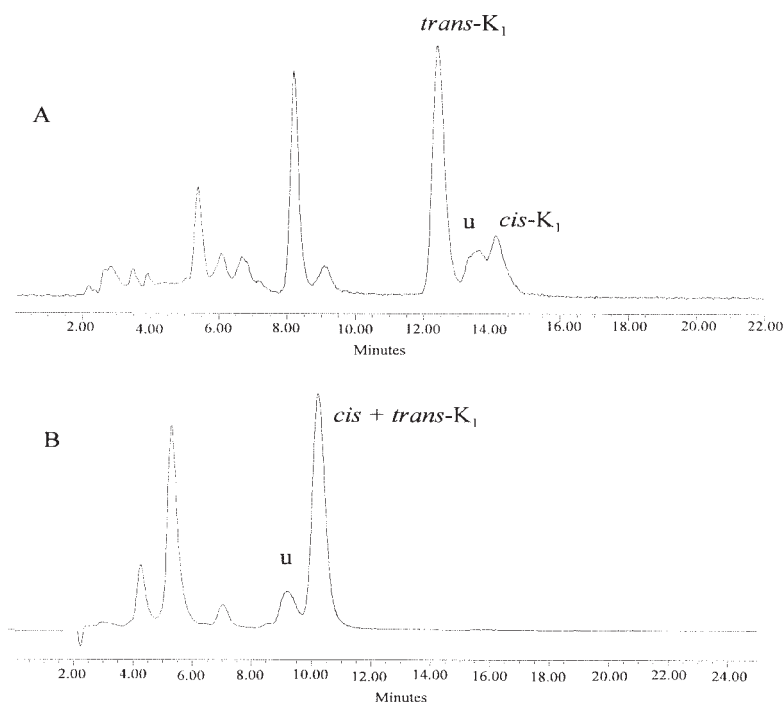 trans-K₁
A
u cis-K₁
2.00 4.00 6.00 8.00 10.00 12.00 14.00 16.00 18.00 20.00 22.00
Minutes
B
cis + trans-K₁
u
2.00 4.00 6.00 8.00 10.00 12.00 14.00 16.00 18.00 20.00 22.00 24.00
Minutes